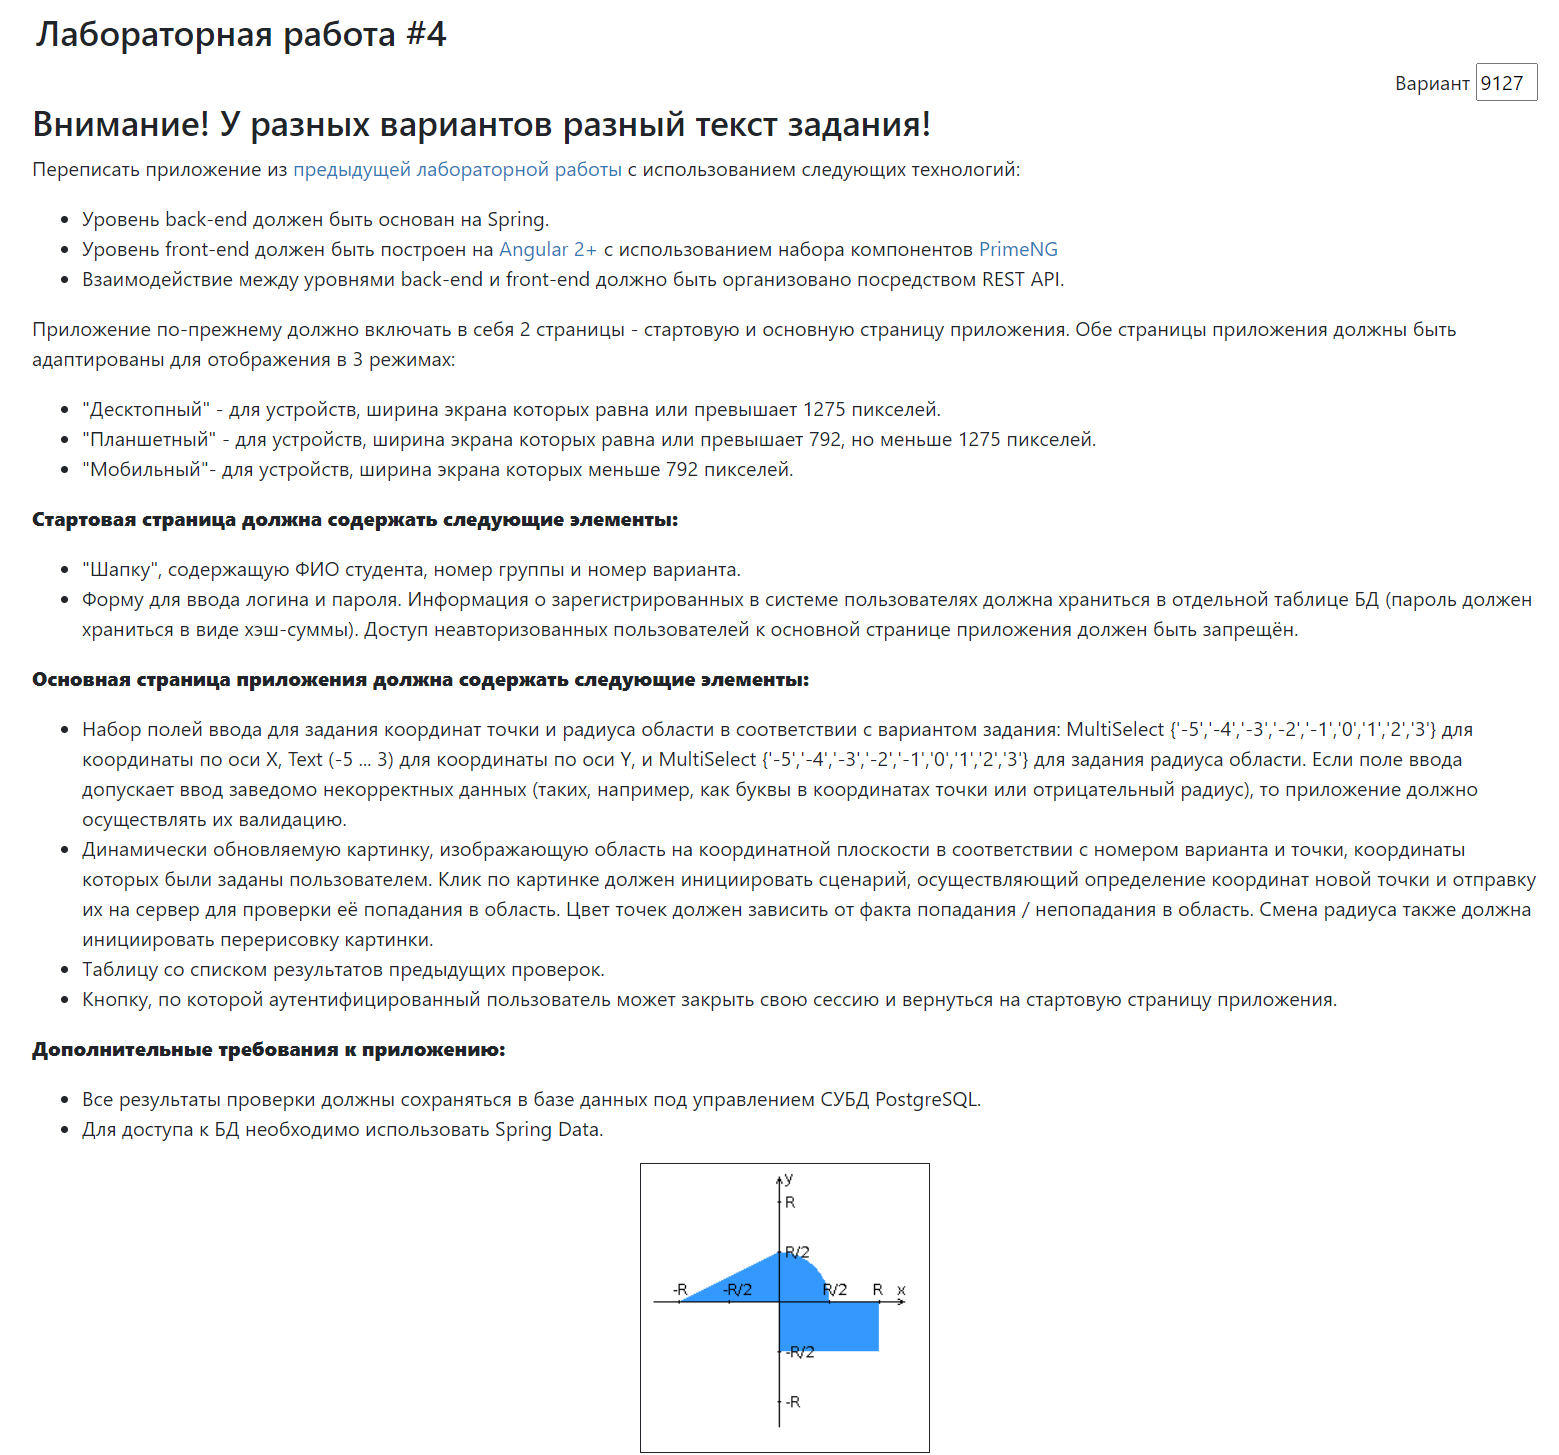 Лабораторная работа #4
Вариант 9127
Внимание! У разных вариантов разный текст задания!
Переписать приложение из предыдущей лабораторной работы с использованием следующих технологий:
Уровень back-end должен быть основан на Spring.
Уровень front-end должен быть построен на Angular 2+ с использованием набора компонентов PrimeNG
Взаимодействие между уровнями back-end и front-end должно быть организовано посредством REST API.
Приложение по-прежнему должно включать в себя 2 страницы - стартовую и основную страницу приложения. Обе страницы приложения должны быть
адаптированы для отображения в 3 режимах:
"Десктопный" - для устройств, ширина экрана которых равна или превышает 1275 пикселей.
"Планшетный" - для устройств, ширина экрана которых равна или превышает 792, но меньше 1275 пикселей.
"Мобильный"- для устройств, ширина экрана которых меньше 792 пикселей.
Стартовая страница должна содержать следующие элементы:
"Шапку", содержащую ФИО студента, номер группы и номер варианта.
Форму для ввода логина и пароля. Информация о зарегистрированных в системе пользователях должна храниться в отдельной таблице БД (пароль должен
храниться в виде хэш-суммы). Доступ неавторизованных пользователей к основной странице приложения должен быть запрещён.
Основная страница приложения должна содержать следующие элементы:
Набор полей ввода для задания координат точки и радиуса области в соответствии с вариантом задания: MultiSelect {'-5','-4','-3','-2','-1','0','1','2','3'} для
координаты по оси X, Text (-5 ... 3) для координаты по оси Y, и MultiSelect {'-5','-4','-3','-2','-1','0','1','2','3'} для задания радиуса области. Если поле ввода
допускает ввод заведомо некорректных данных (таких, например, как буквы в координатах точки или отрицательный радиус), то приложение должно
осуществлять их валидацию.
Динамически обновляемую картинку, изображающую область на координатной плоскости в соответствии с номером варианта и точки, координаты
которых были заданы пользователем. Клик по картинке должен инициировать сценарий, осуществляющий определение координат новой точки и отправку
их на сервер для проверки её попадания в область. Цвет точек должен зависить от факта попадания / непопадания в область. Смена радиуса также должна
инициировать перерисовку картинки.
Таблицу со списком результатов предыдущих проверок.
Кнопку, по которой аутентифицированный пользователь может закрыть свою сессию и вернуться на стартовую страницу приложения.
Дополнительные требования к приложению:
Все результаты проверки должны сохраняться в базе данных под управлением СУБД PostgreSQL.
Для доступа к БД необходимо использовать Spring Data.
y
R
R/2
-R -R/2 R/2 R x
-R/2
-R